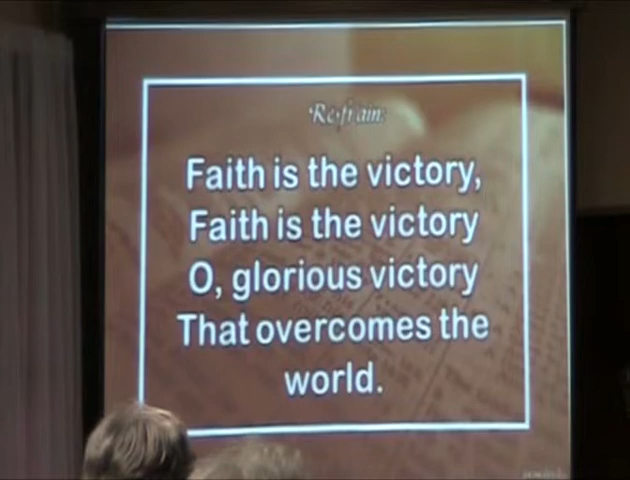 Refrain:
Faith is the victory,
Faith is the victory
O, glorious victory
That overcomes the
world.